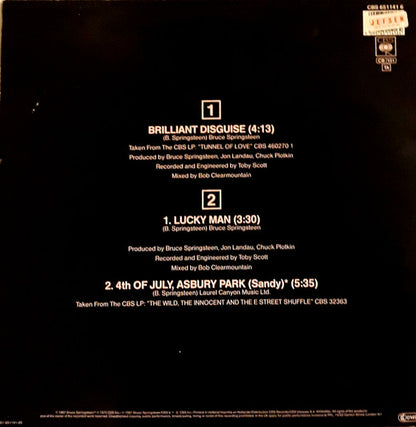 CBS 651141 6
JETSEN
CBS
1
BRILLIANT DISGUISE (4:13)
(B. Springsteen) Bruce Springsteen
Taken From The CBS LP: "TUNNEL OF LOVE" CBS 460270 1
Produced by Bruce Springsteen, Jon Landau, Chuck Plotkin
Recorded and Engineered by Toby Scott
Mixed by Bob Clearmountain
2
1. LUCKY MAN (3:30)
(B. Springsteen) Bruce Springsteen
Produced by Bruce Springsteen, Jon Landau, Chuck Plotkin
Recorded and Engineered by Toby Scott
Mixed by Bob Clearmountain
2. 4th OF JULY, ASBURY PARK (Sandy)* (5:35)
(B. Springsteen) Laurel Canyon Music Ltd.
Taken From The CBS LP: "THE WILD, THE INNOCENT AND THE E STREET SHUFFLE" CBS 32363